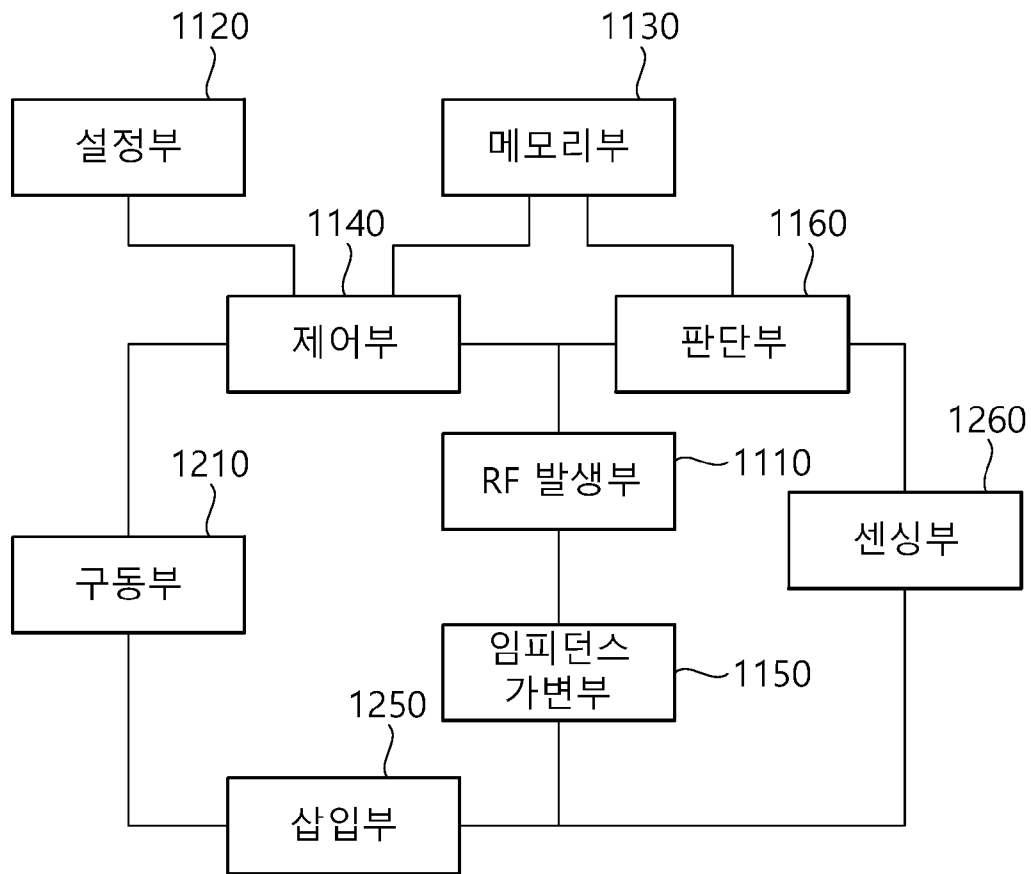 1120
1130
설정부
메모리부
1140
1160
제어부
판단부
1260
1210
RF 발생부
1110
센싱부
구동부
임피던스
가변부
1150
1250
삽입부